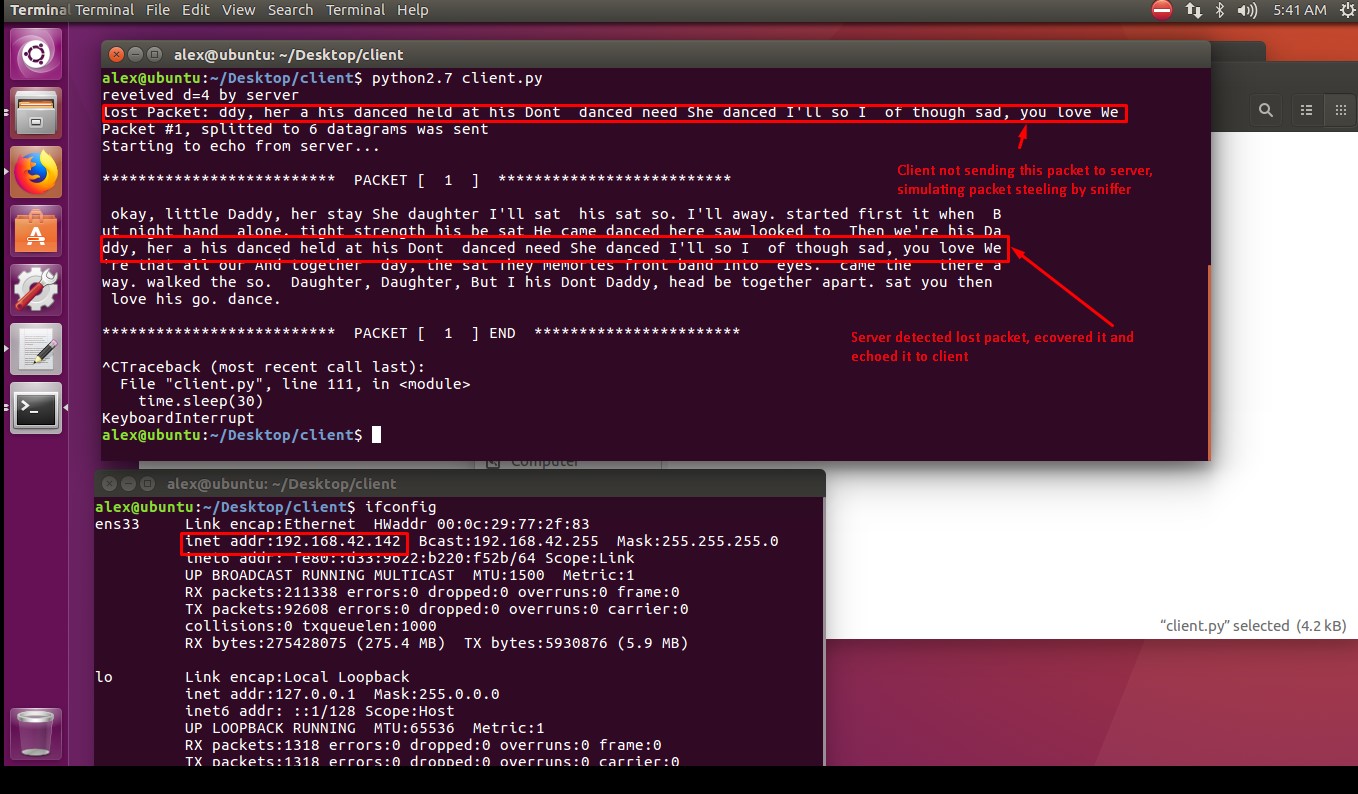 Terminal Terminal File Edit View Search Terminal Help 5:41 AM
alex@ubuntu: ~/Desktop/client
alex@ubuntu:~/Desktop/client$ python2.7 client.py
reveived d=4 by server
lost Packet: ddy, her a his danced held at his Dont  danced need She danced I'll so I  of though sad, you love We
Packet #1, splitted to 6 datagrams was sent
Starting to echo from server...
Client not sending this packet to server,
simulating packet steeling by sniffer
************************** PACKET [  1  ] **************************
okay, little Daddy, her stay She daughter I'll sat  his sat so. I'll away. started first it when  B
ut night hand  alone. tight strength his be sat He came danced here saw looked to  Then we're his Da
ddy, her a his danced held at his Dont  danced need She danced I'll so I  of though sad, you love We
're that all our And together  day, the sat They memories front band into  eyes.  came the   there a
way. walked the so.  Daughter, Daughter, But I his Dont Daddy, head be together apart. sat you then
love his go. dance.
************************** PACKET [  1  ] END ***********************
Server detected lost packet, ecovered it and
echoed it to client
^CTraceback (most recent call last):
File "client.py", line 111, in <module>
time.sleep(30)
KeyboardInterrupt
alex@ubuntu:~/Desktop/client$
Computer
alex@ubuntu: ~/Desktop/client
alex@ubuntu:~/Desktop/client$ ifconfig
ens33 Link encap:Ethernet  HWaddr 00:0c:29:77:2f:83
inet addr:192.168.42.142  Bcast:192.168.42.255  Mask:255.255.255.0
inet6 addr: fe80::d33:9622:b220:f52b/64 Scope:Link
UP BROADCAST RUNNING MULTICAST  MTU:1500  Metric:1
RX packets:211338 errors:0 dropped:0 overruns:0 frame:0
TX packets:92608 errors:0 dropped:0 overruns:0 carrier:0
collisions:0 txqueuelen:1000
RX bytes:275428075 (275.4 MB)  TX bytes:5930876 (5.9 MB)
"client.py" selected (4.2 kB)
lo Link encap:Local Loopback
inet addr:127.0.0.1  Mask:255.0.0.0
inet6 addr: ::1/128 Scope:Host
UP LOOPBACK RUNNING  MTU:65536  Metric:1
RX packets:1318 errors:0 dropped:0 overruns:0 frame:0
TX packets:1318 errors:0 dropped:0 overruns:0 carrier:0